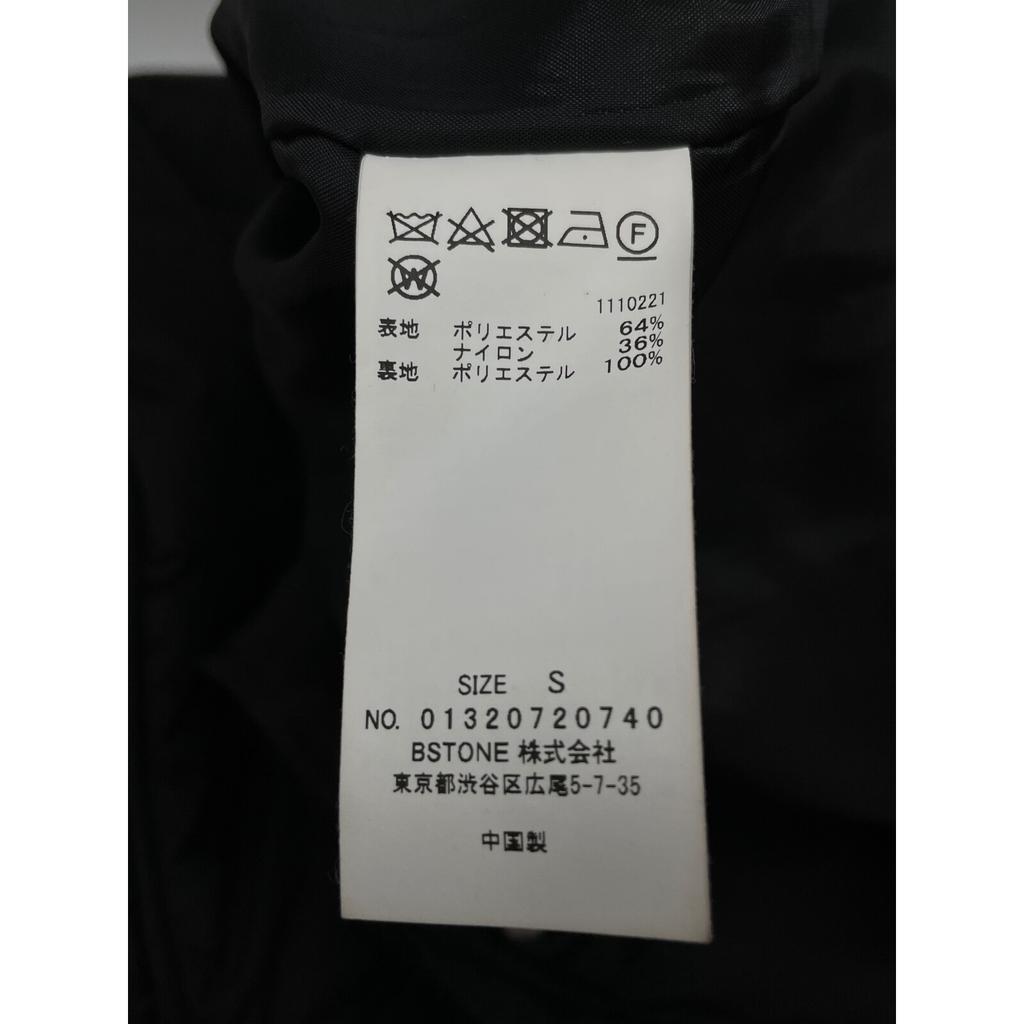 F
W
1110221
表地 ポリエステル 64%
ナイロン 36%
裏地 ポリエステル 100%
SIZE S
NO. 01320720740
BSTONE 株式会社
東京都渋谷区広尾5-7-35
中国製